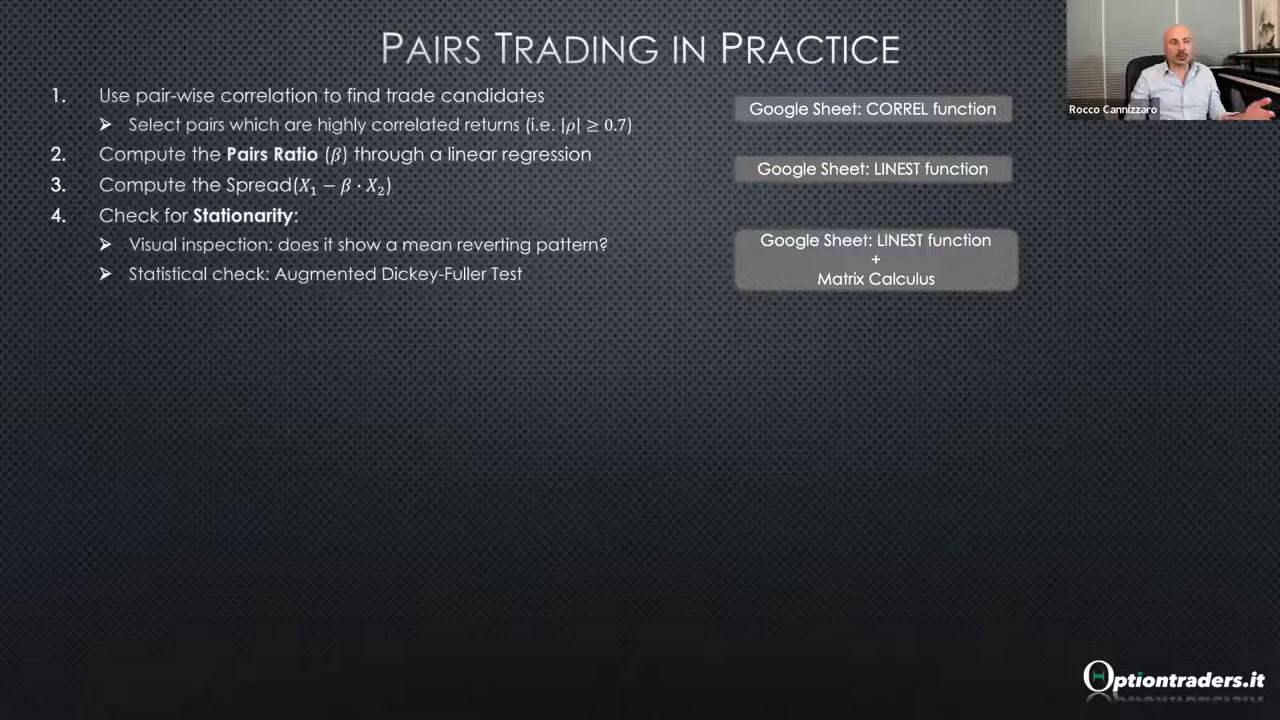 PAIRS TRADING IN PRACTICE
1. Use pair-wise correlation to find trade candidates
➤ Select pairs which are highly correlated returns (i.e. |ρ| ≥ 0.7)
Google Sheet: CORREL function
2. Compute the Pairs Ratio (β) through a linear regression
Google Sheet: LINEST function
3. Compute the Spread(X₁ − β · X₂)
4. Check for Stationarity:
➤ Visual inspection: does it show a mean reverting pattern?
➤ Statistical check: Augmented Dickey-Fuller Test
Google Sheet: LINEST function
+
Matrix Calculus
Rocco Cannizzaro
Optiontraders.it